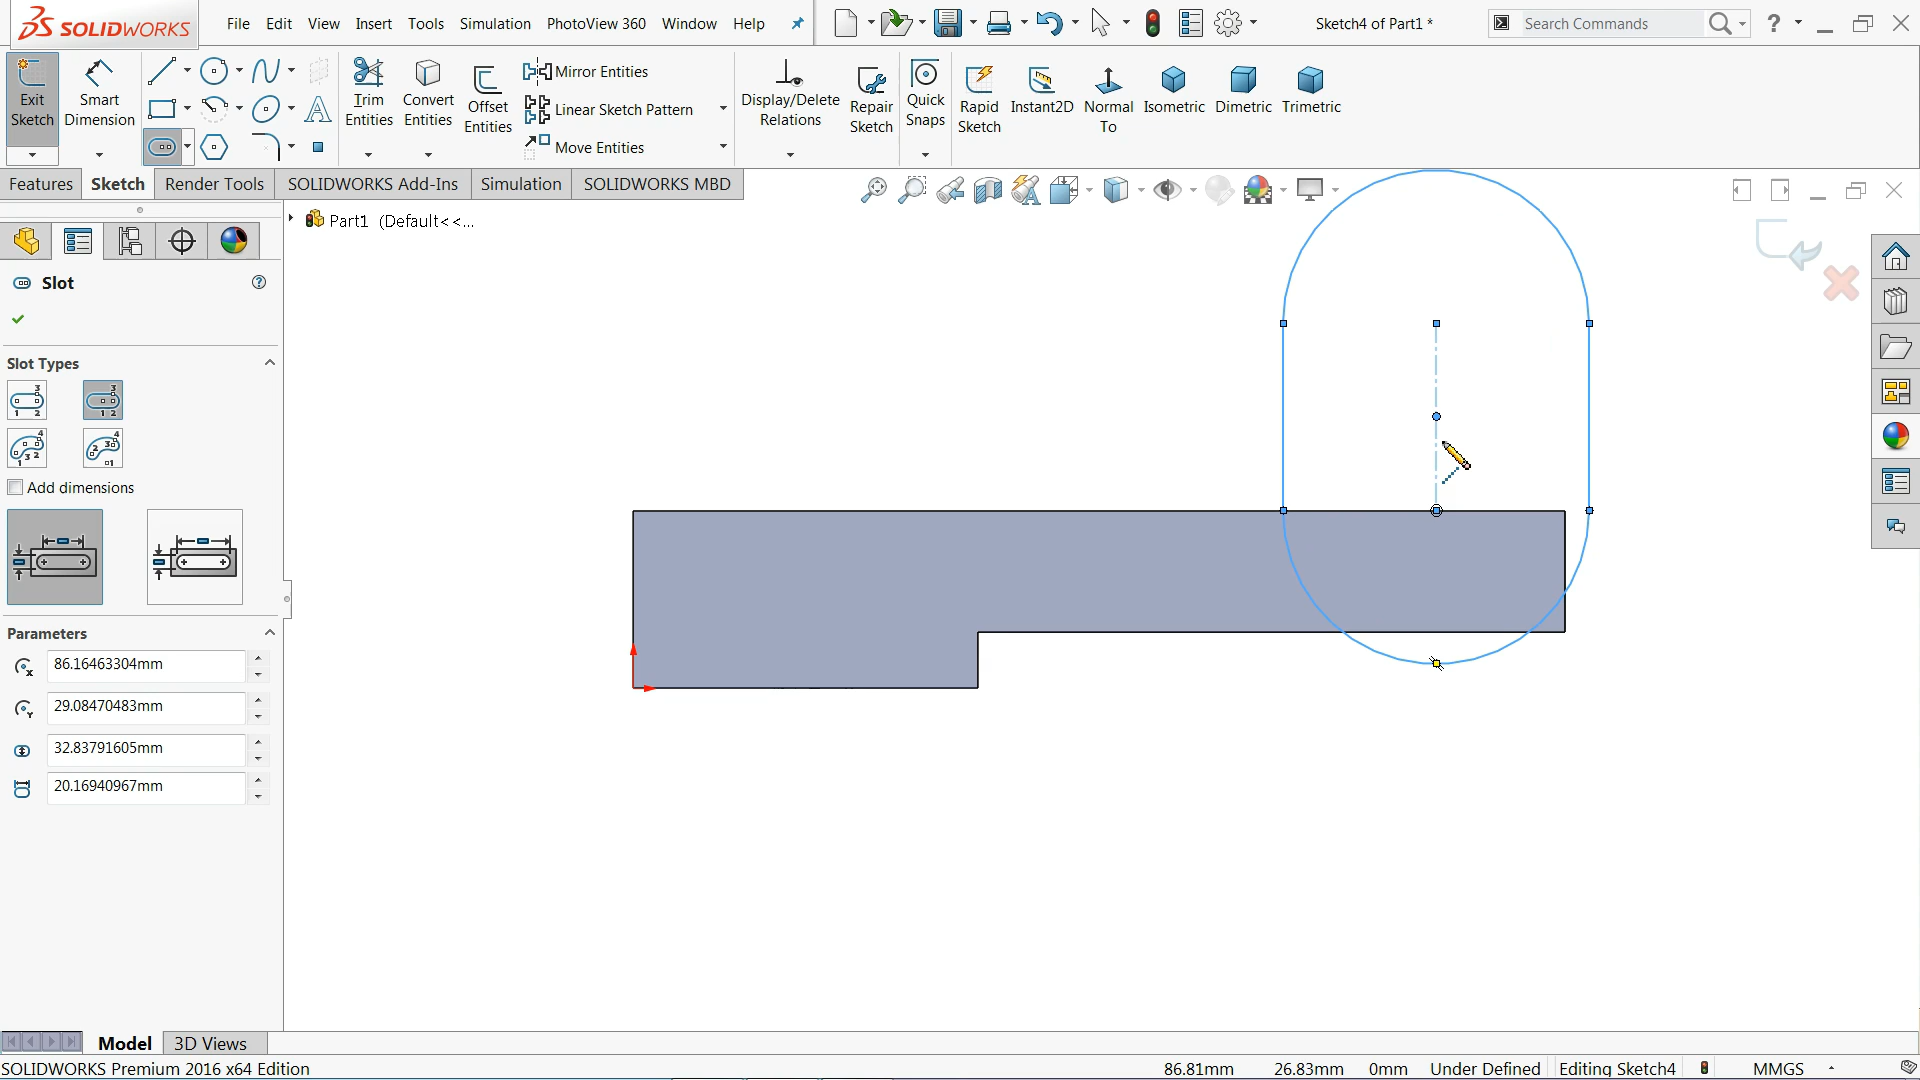 SOLIDWORKS File Edit View Insert Tools Simulation PhotoView 360 Window Help Sketch4 of Part1 * Search Commands ?
Exit Sketch
Smart Dimension
Trim Entities
Convert Entities
Offset Entities
Mirror Entities
Linear Sketch Pattern
Move Entities
Display/Delete Relations
Repair Sketch
Quick Snaps
Rapid Sketch
Instant2D
Normal To
Isometric
Dimetric
Trimetric
Features Sketch Render Tools SOLIDWORKS Add-Ins Simulation SOLIDWORKS MBD
Part1 (Default<<...
Slot ?
Slot Types
Add dimensions
Parameters
86.16463304mm
29.08470483mm
32.83791605mm
20.16940967mm
Model 3D Views
SOLIDWORKS Premium 2016 x64 Edition 86.81mm 26.83mm 0mm Under Defined Editing Sketch4 MMGS